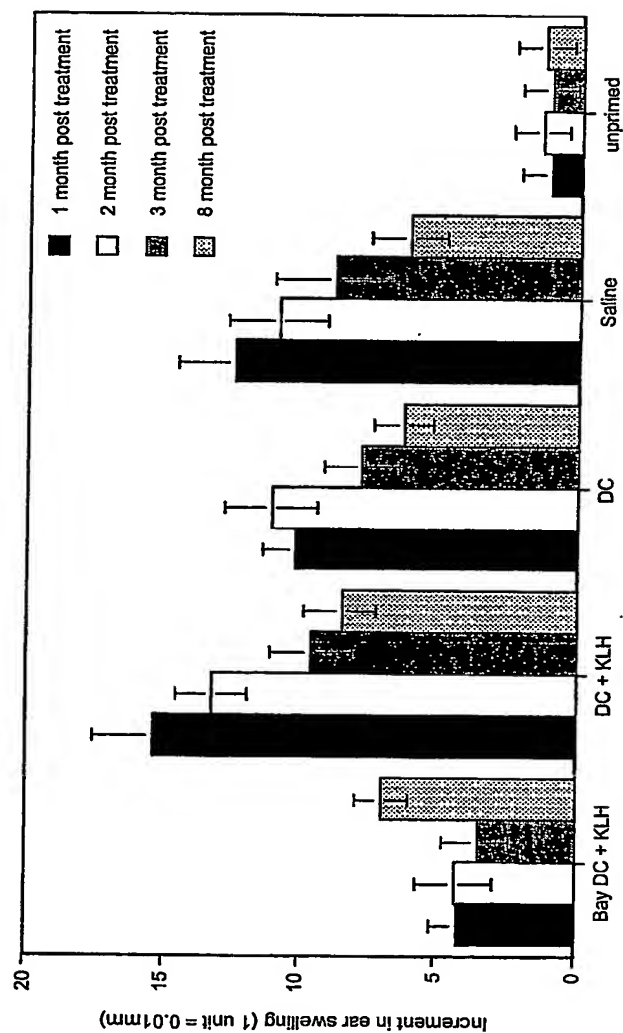 1 month post treatment
2 month post treatment
3 month post treatment
8 month post treatment
Increment in ear swelling (1 unit = 0.01mm)
20
15
10
5
0
Bay DC + KLH
DC + KLH
DC
Saline
unprimed